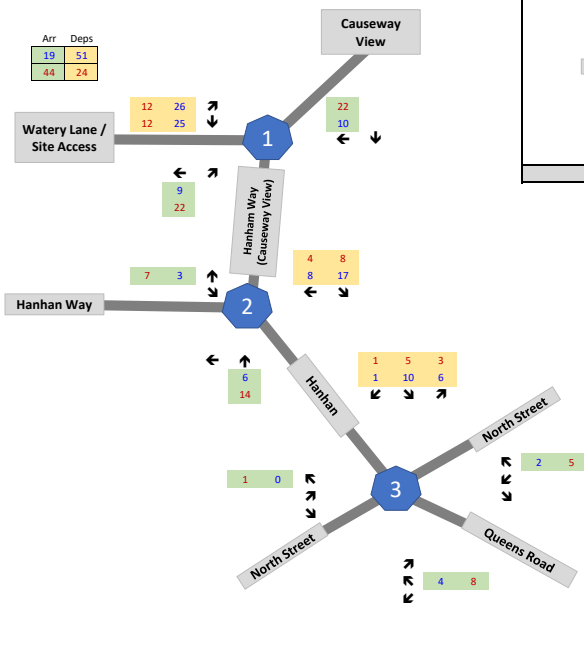 Causeway
View
Arr Deps
19 51
44 24
12 26
12 25
22
10
Watery Lane /
Site Access
1
9
22
Hanham Way
(Causeway View)
4 8
8 17
7 3
Hanhan Way
2
6
14
1 5 3
1 10 6
Hanhan
North Street
2 5
1 0
3
North Street
Queens Road
4 8